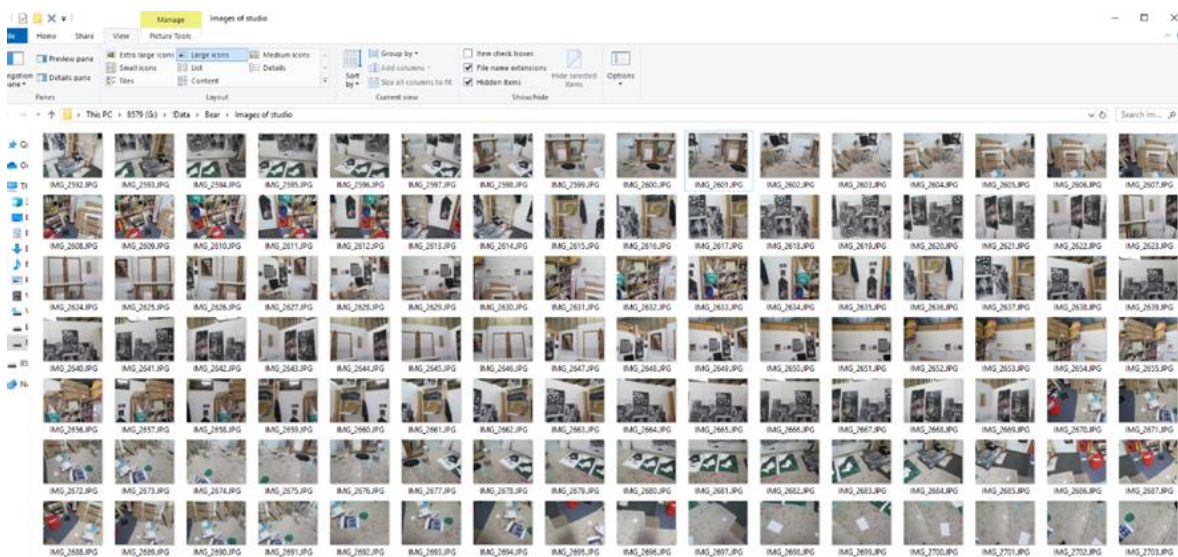 Manage Images of studio
Home Share View Picture Tools
Preview pane
Details pane
Extra large icons Large icons Medium icons
Small icons List Details
Tiles Content
Sort by
Group by
Add columns
Size all columns to fit
Item check boxes
File name extensions
Hidden items
Hide selected items
Options
Panes Layout Current view Show/hide
This PC > 8579 (G:) > !Data > Bear > Images of studio
Search Im...
IMG_2592.JPG IMG_2593.JPG IMG_2594.JPG IMG_2595.JPG IMG_2596.JPG IMG_2597.JPG IMG_2598.JPG IMG_2599.JPG IMG_2600.JPG IMG_2601.JPG IMG_2602.JPG IMG_2603.JPG IMG_2604.JPG IMG_2605.JPG IMG_2606.JPG IMG_2607.JPG
IMG_2608.JPG IMG_2609.JPG IMG_2610.JPG IMG_2611.JPG IMG_2612.JPG IMG_2613.JPG IMG_2614.JPG IMG_2615.JPG IMG_2616.JPG IMG_2617.JPG IMG_2618.JPG IMG_2619.JPG IMG_2620.JPG IMG_2621.JPG IMG_2622.JPG IMG_2623.JPG
IMG_2624.JPG IMG_2625.JPG IMG_2626.JPG IMG_2627.JPG IMG_2628.JPG IMG_2629.JPG IMG_2630.JPG IMG_2631.JPG IMG_2632.JPG IMG_2633.JPG IMG_2634.JPG IMG_2635.JPG IMG_2636.JPG IMG_2637.JPG IMG_2638.JPG IMG_2639.JPG
IMG_2640.JPG IMG_2641.JPG IMG_2642.JPG IMG_2643.JPG IMG_2644.JPG IMG_2645.JPG IMG_2646.JPG IMG_2647.JPG IMG_2648.JPG IMG_2649.JPG IMG_2650.JPG IMG_2651.JPG IMG_2652.JPG IMG_2653.JPG IMG_2654.JPG IMG_2655.JPG
IMG_2656.JPG IMG_2657.JPG IMG_2658.JPG IMG_2659.JPG IMG_2660.JPG IMG_2661.JPG IMG_2662.JPG IMG_2663.JPG IMG_2664.JPG IMG_2665.JPG IMG_2666.JPG IMG_2667.JPG IMG_2668.JPG IMG_2669.JPG IMG_2670.JPG IMG_2671.JPG
IMG_2672.JPG IMG_2673.JPG IMG_2674.JPG IMG_2675.JPG IMG_2676.JPG IMG_2677.JPG IMG_2678.JPG IMG_2679.JPG IMG_2680.JPG IMG_2681.JPG IMG_2682.JPG IMG_2683.JPG IMG_2684.JPG IMG_2685.JPG IMG_2686.JPG IMG_2687.JPG
IMG_2688.JPG IMG_2689.JPG IMG_2690.JPG IMG_2691.JPG IMG_2692.JPG IMG_2693.JPG IMG_2694.JPG IMG_2695.JPG IMG_2696.JPG IMG_2697.JPG IMG_2698.JPG IMG_2699.JPG IMG_2700.JPG IMG_2701.JPG IMG_2702.JPG IMG_2703.JPG